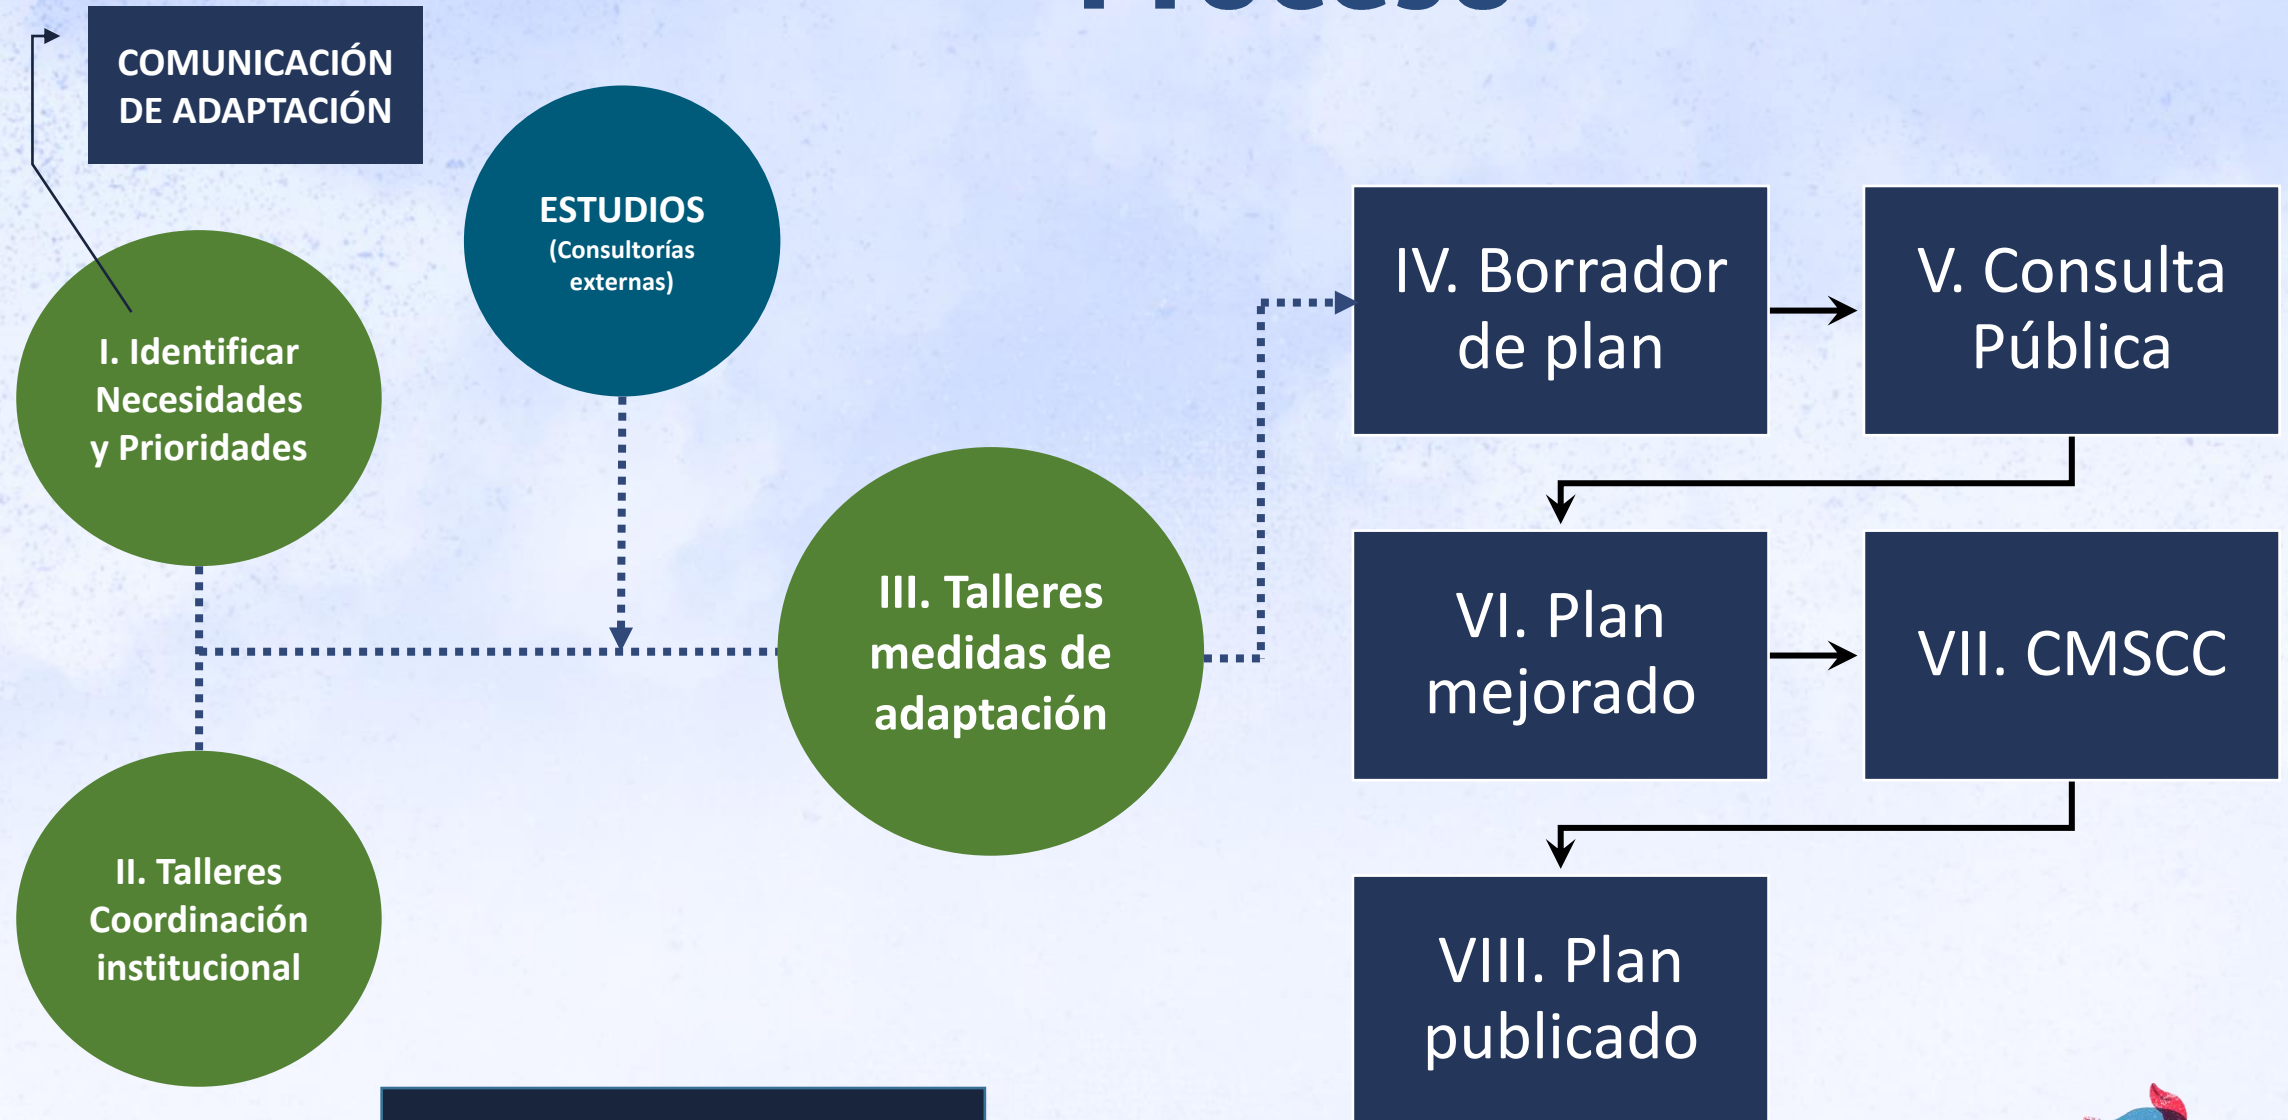 Proceso
COMUNICACIÓN
DE ADAPTACIÓN
ESTUDIOS
(Consultorías
externas)
I. Identificar
Necesidades
y Prioridades
II. Talleres
Coordinación
institucional
III. Talleres
medidas de
adaptación
IV. Borrador
de plan
V. Consulta
Pública
VI. Plan
mejorado
VII. CMSCC
VIII. Plan
publicado